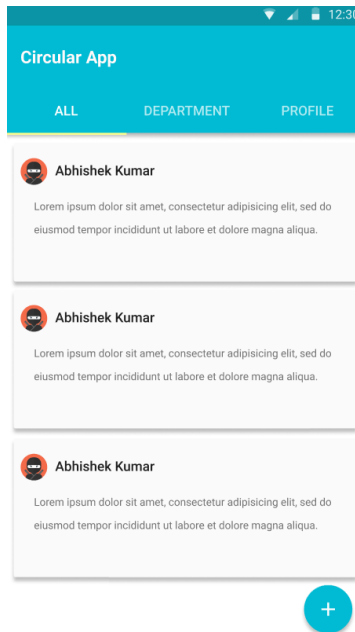 12:30
Circular App
ALL DEPARTMENT PROFILE
Abhishek Kumar
Lorem ipsum dolor sit amet, consectetur adipisicing elit, sed do
eiusmod tempor incididunt ut labore et dolore magna aliqua.
Abhishek Kumar
Lorem ipsum dolor sit amet, consectetur adipisicing elit, sed do
eiusmod tempor incididunt ut labore et dolore magna aliqua.
Abhishek Kumar
Lorem ipsum dolor sit amet, consectetur adipisicing elit, sed do
eiusmod tempor incididunt ut labore et dolore magna aliqua.
+